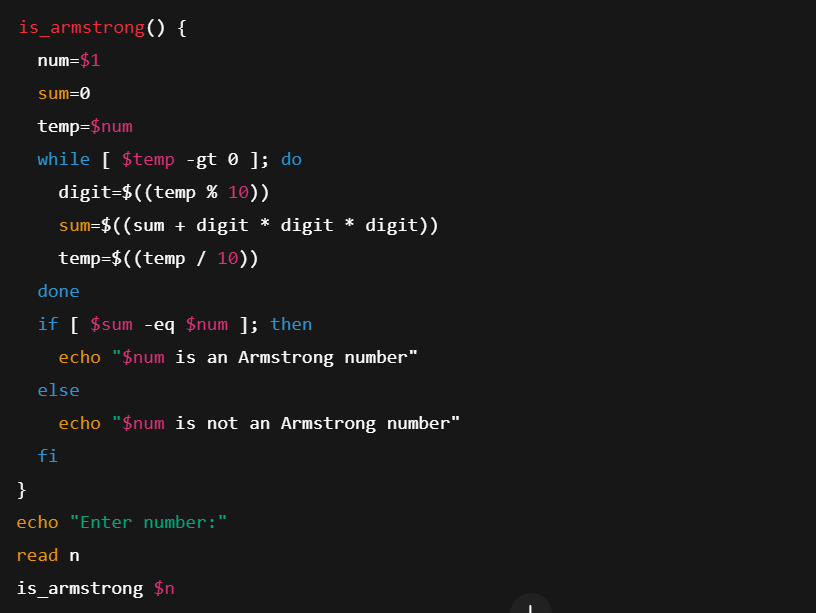 is_armstrong() {
  num=$1
  sum=0
  temp=$num
  while [ $temp -gt 0 ]; do
    digit=$((temp % 10))
    sum=$((sum + digit * digit * digit))
    temp=$((temp / 10))
  done
  if [ $sum -eq $num ]; then
    echo "$num is an Armstrong number"
  else
    echo "$num is not an Armstrong number"
  fi
}
echo "Enter number:"
read n
is_armstrong $n